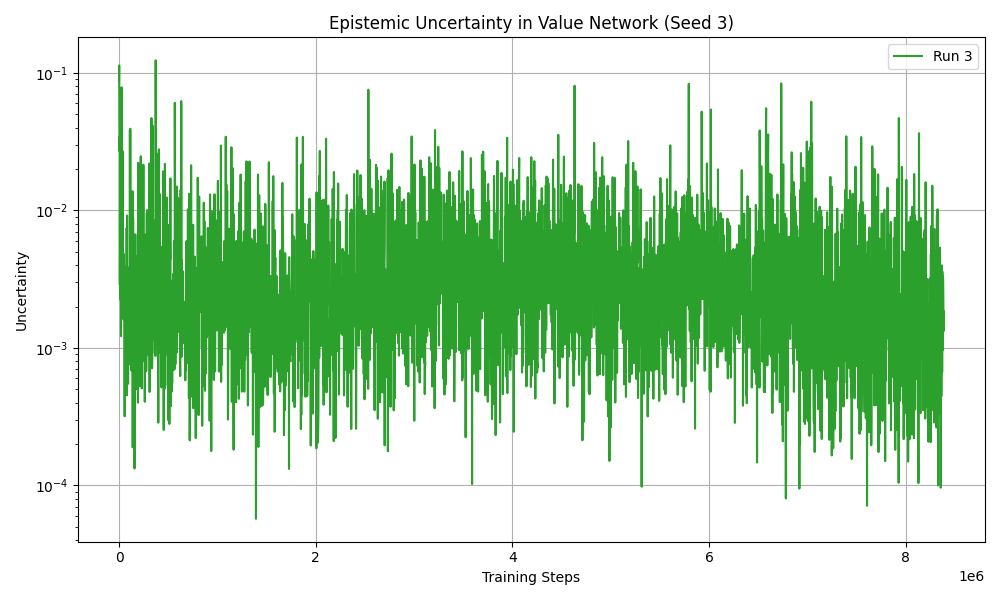 Epistemic Uncertainty in Value Network (Seed 3)
Run 3
Uncertainty
10⁻¹
10⁻²
10⁻³
10⁻⁴
0 2 4 6 8
1e6
Training Steps